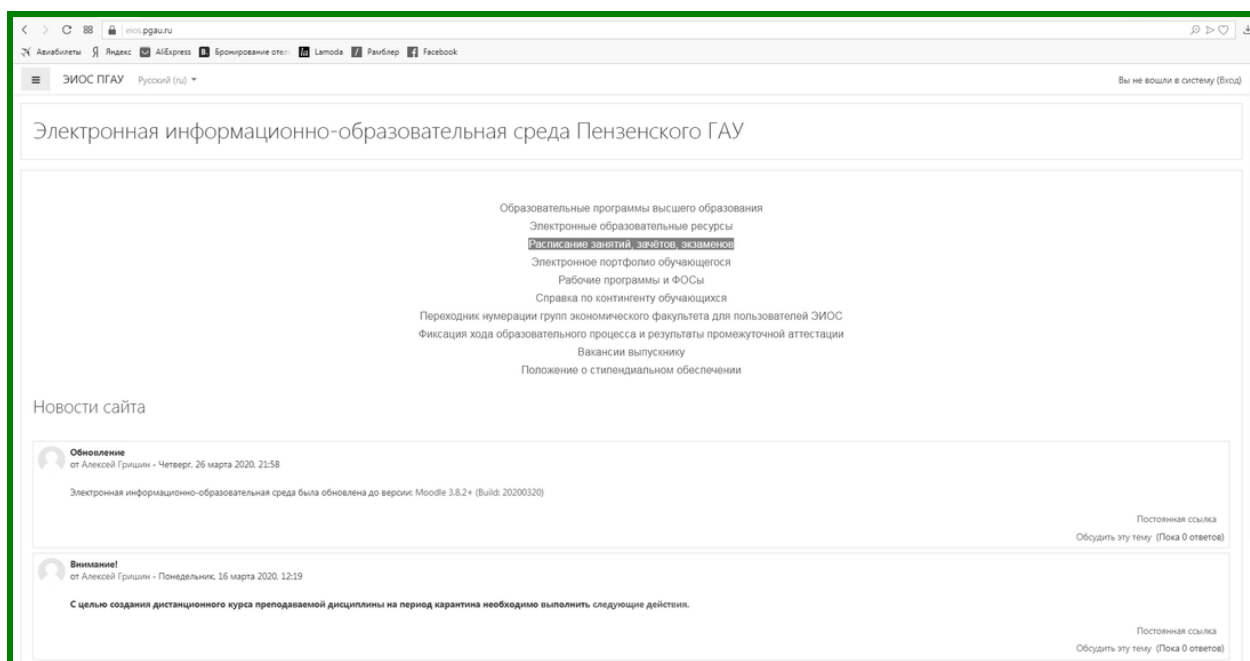 eios.pgau.ru
Авиабилеты Яндекс AliExpress Бронирование отел Lamoda Рамблер Facebook
ЭИОС ПГАУ Русский (ru) Вы не вошли в систему (Вход)
Электронная информационно-образовательная среда Пензенского ГАУ
Образовательные программы высшего образования
Электронные образовательные ресурсы
Расписание занятий, зачётов, экзаменов
Электронное портфолио обучающегося
Рабочие программы и ФОСы
Справка по контингенту обучающихся
Переходник нумерации групп экономического факультета для пользователей ЭИОС
Фиксация хода образовательного процесса и результаты промежуточной аттестации
Вакансии выпускнику
Положение о стипендиальном обеспечении
Новости сайта
Обновление
от Алексей Гришин - Четверг, 26 марта 2020, 21:58
Электронная информационно-образовательная среда была обновлена до версии: Moodle 3.8.2+ (Build: 20200320)
Постоянная ссылка
Обсудить эту тему (Пока 0 ответов)
Внимание!
от Алексей Гришин - Понедельник, 16 марта 2020, 12:19
С целью создания дистанционного курса преподаваемой дисциплины на период карантина необходимо выполнить следующие действия.
Постоянная ссылка
Обсудить эту тему (Пока 0 ответов)